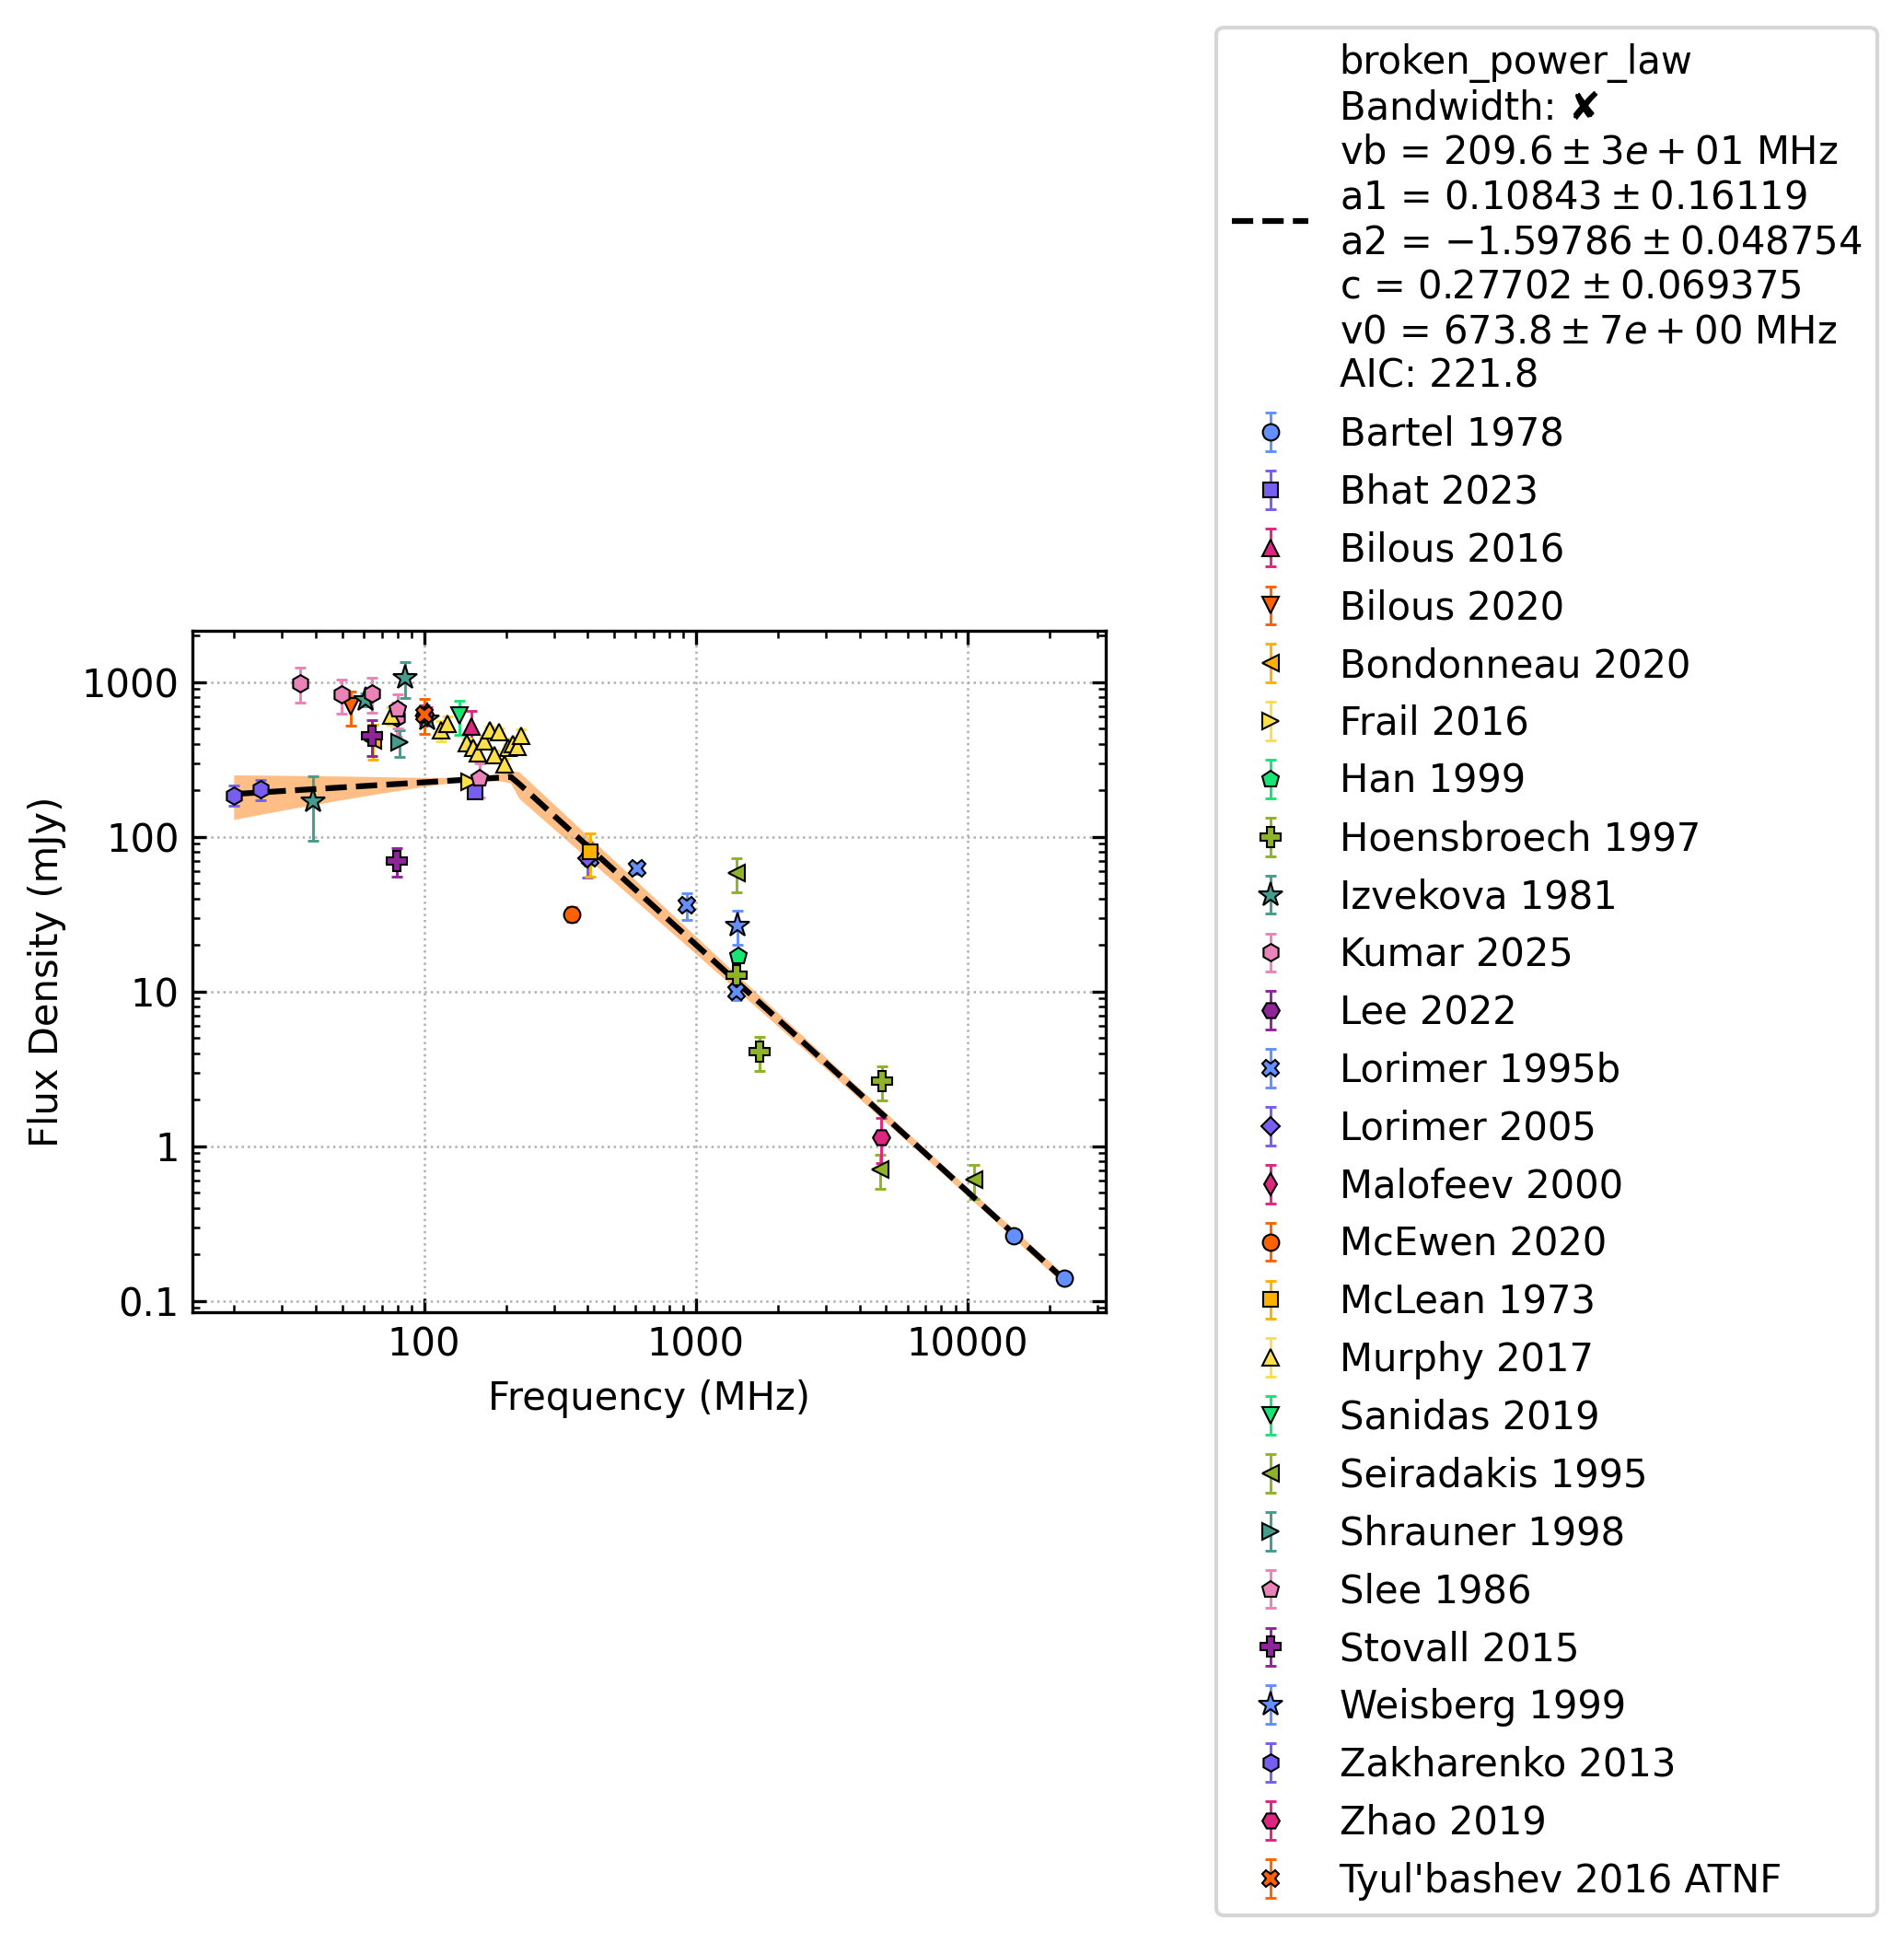 broken_power_law
Bandwidth: ✘
vb = 209.6 ± 3e + 01 MHz
a1 = 0.10843 ± 0.16119
a2 = −1.59786 ± 0.048754
c = 0.27702 ± 0.069375
v0 = 673.8 ± 7e + 00 MHz
AIC: 221.8
Bartel 1978
Bhat 2023
Bilous 2016
Bilous 2020
Bondonneau 2020
Frail 2016
Han 1999
Hoensbroech 1997
Izvekova 1981
Kumar 2025
Lee 2022
Lorimer 1995b
Lorimer 2005
Malofeev 2000
McEwen 2020
McLean 1973
Murphy 2017
Sanidas 2019
Seiradakis 1995
Shrauner 1998
Slee 1986
Stovall 2015
Weisberg 1999
Zakharenko 2013
Zhao 2019
Tyul'bashev 2016 ATNF
Flux Density (mJy)
1000
100
10
1
0.1
100 1000 10000
Frequency (MHz)